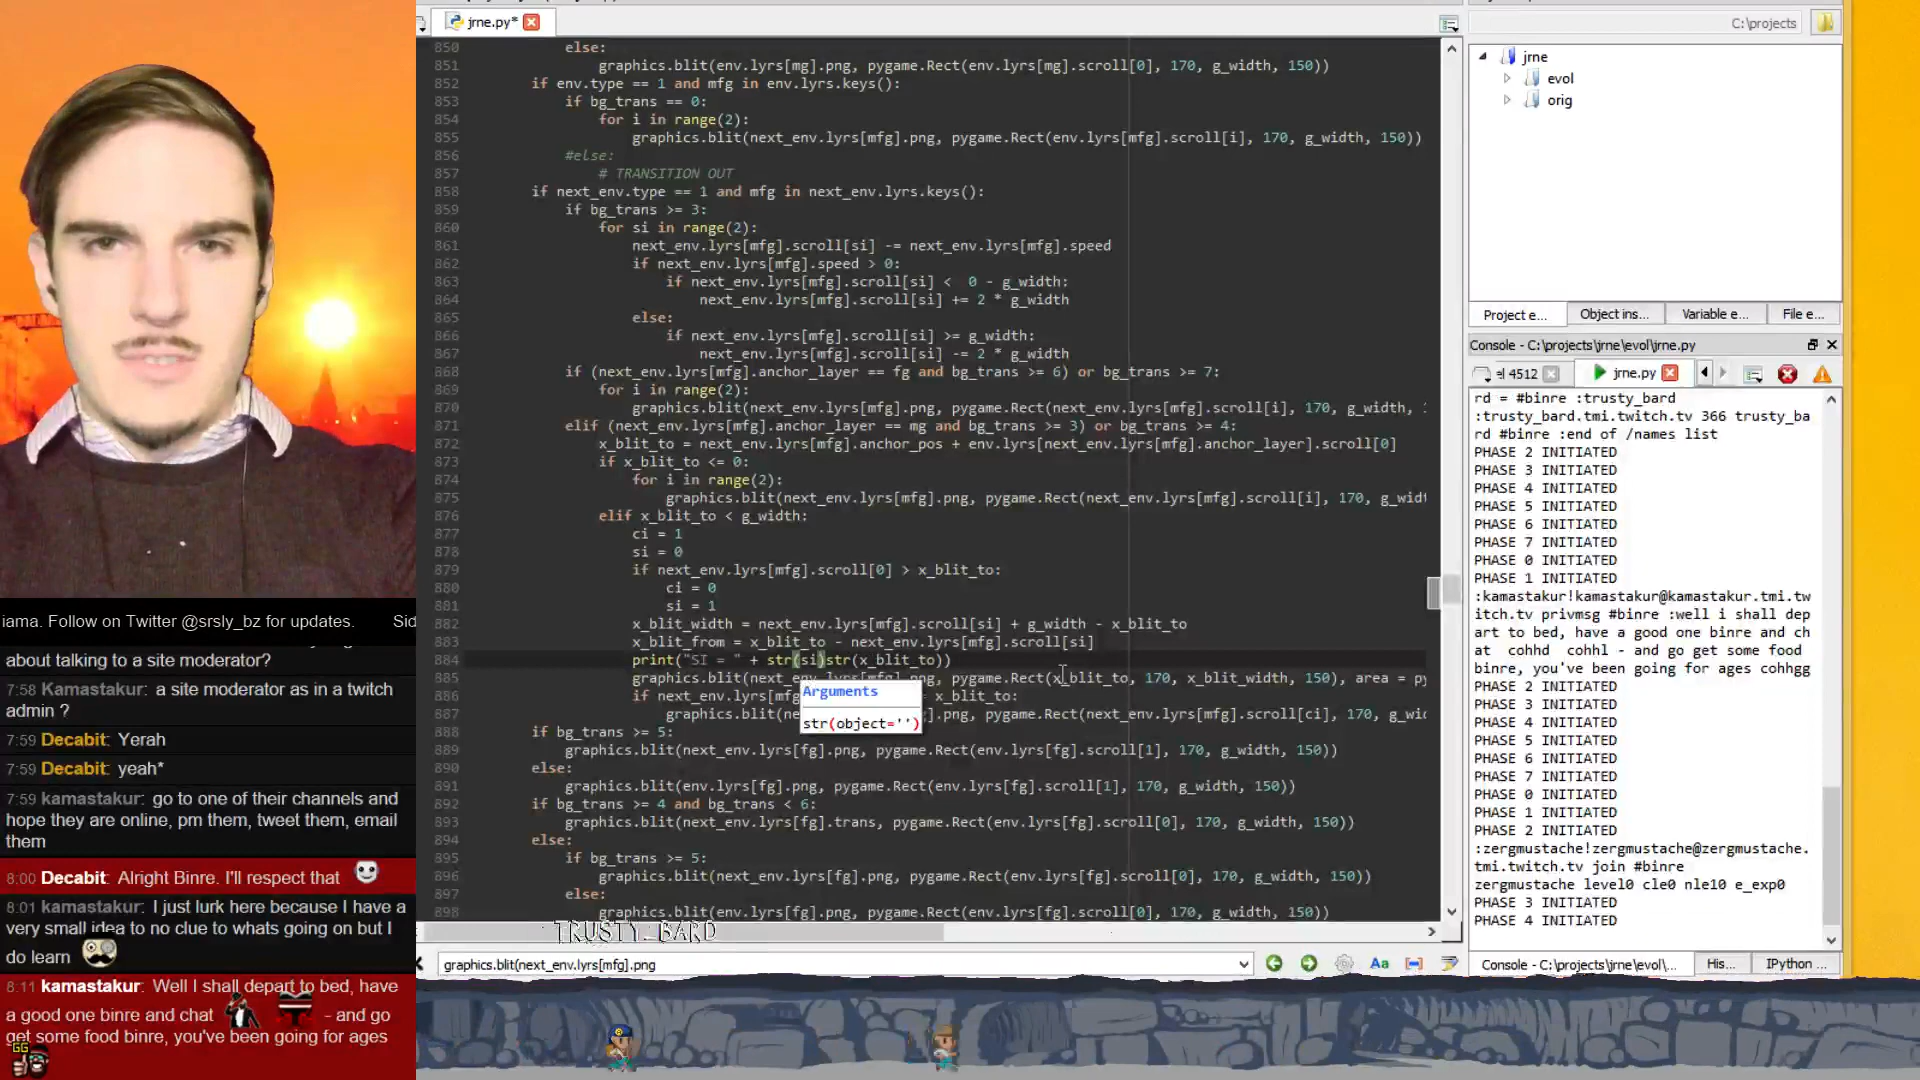 jrne.py*
850 else:
851 graphics.blit(env.lyrs[mg].png, pygame.Rect(env.lyrs[mg].scroll[0], 170, g_width, 150))
852 if env.type == 1 and mfg in env.lyrs.keys():
853 if bg_trans == 0:
854 for i in range(2):
855 graphics.blit(next_env.lyrs[mfg].png, pygame.Rect(env.lyrs[mfg].scroll[i], 170, g_width, 150))
856 #else:
857 # TRANSITION OUT
858 if next_env.type == 1 and mfg in next_env.lyrs.keys():
859 if bg_trans >= 3:
860 for si in range(2):
861 next_env.lyrs[mfg].scroll[si] -= next_env.lyrs[mfg].speed
862 if next_env.lyrs[mfg].speed > 0:
863 if next_env.lyrs[mfg].scroll[si] < 0 - g_width:
864 next_env.lyrs[mfg].scroll[si] += 2 * g_width
865 else:
866 if next_env.lyrs[mfg].scroll[si] >= g_width:
867 next_env.lyrs[mfg].scroll[si] -= 2 * g_width
868 if (next_env.lyrs[mfg].anchor_layer == fg and bg_trans >= 6) or bg_trans >= 7:
869 for i in range(2):
870 graphics.blit(next_env.lyrs[mfg].png, pygame.Rect(next_env.lyrs[mfg].scroll[i], 170, g_width,
871 elif (next_env.lyrs[mfg].anchor_layer == mg and bg_trans >= 3) or bg_trans >= 4:
872 x_blit_to = next_env.lyrs[mfg].anchor_pos + env.lyrs[next_env.lyrs[mfg].anchor_layer].scroll[0]
873 if x_blit_to <= 0:
874 for i in range(2):
875 graphics.blit(next_env.lyrs[mfg].png, pygame.Rect(next_env.lyrs[mfg].scroll[i], 170, g_widt
876 elif x_blit_to < g_width:
877 ci = 1
878 si = 0
879 if next_env.lyrs[mfg].scroll[0] > x_blit_to:
880 ci = 0
881 si = 1
882 x_blit_width = next_env.lyrs[mfg].scroll[si] + g_width - x_blit_to
883 x_blit_from = x_blit_to - next_env.lyrs[mfg].scroll[si]
884 print("SI = " + str(si)str(x_blit_to))
885 graphics.blit(next_env.lyrs[mfg].png, pygame.Rect(x_blit_to, 170, x_blit_width, 150), area = py
886 if next_env.lyrs[mfg x_blit_to:
887 graphics.blit(ne ].png, pygame.Rect(next_env.lyrs[mfg].scroll[ci], 170, g_wid
888 if bg_trans >= 5:
889 graphics.blit(next_env.lyrs[fg].png, pygame.Rect(env.lyrs[fg].scroll[1], 170, g_width, 150))
890 else:
891 graphics.blit(env.lyrs[fg].png, pygame.Rect(env.lyrs[fg].scroll[1], 170, g_width, 150))
892 if bg_trans >= 4 and bg_trans < 6:
893 graphics.blit(next_env.lyrs[fg].trans, pygame.Rect(env.lyrs[fg].scroll[0], 170, g_width, 150))
894 else:
895 if bg_trans >= 5:
896 graphics.blit(next_env.lyrs[fg].png, pygame.Rect(env.lyrs[fg].scroll[0], 170, g_width, 150))
897 else:
898 graphics.blit(env.lyrs[fg].png, pygame.Rect(env.lyrs[fg].scroll[0], 170, g_width, 150))
Arguments
str(object='')
TRUSTY_BARD
graphics.blit(next_env.lyrs[mfg].png
Aa
C:\projects
jrne
evol
orig
Project e...
Object ins...
Variable e...
File e...
Console - C:\projects\jrne\evol\jrne.py
el 4512
jrne.py
rd = #binre :trusty_bard
:trusty_bard.tmi.twitch.tv 366 trusty_ba
rd #binre :end of /names list
PHASE 2 INITIATED
PHASE 3 INITIATED
PHASE 4 INITIATED
PHASE 5 INITIATED
PHASE 6 INITIATED
PHASE 7 INITIATED
PHASE 0 INITIATED
PHASE 1 INITIATED
:kamastakur!kamastakur@kamastakur.tmi.tw
itch.tv privmsg #binre :well i shall dep
art to bed, have a good one binre and ch
at cohhd cohhl - and go get some food
binre, you've been going for ages cohhgg
PHASE 2 INITIATED
PHASE 3 INITIATED
PHASE 4 INITIATED
PHASE 5 INITIATED
PHASE 6 INITIATED
PHASE 7 INITIATED
PHASE 0 INITIATED
PHASE 1 INITIATED
PHASE 2 INITIATED
:zergmustache!zergmustache@zergmustache.
tmi.twitch.tv join #binre
zergmustache level0 cle0 nle10 e_exp0
PHASE 3 INITIATED
PHASE 4 INITIATED
Console - C:\projects\jrne\evol\...
His...
IPython ...
iama. Follow on Twitter @srsly_bz for updates. Sid
about talking to a site moderator?
7:58 Kamastakur: a site moderator as in a twitch
admin ?
7:59 Decabit: Yerah
7:59 Decabit: yeah*
7:59 kamastakur: go to one of their channels and
hope they are online, pm them, tweet them, email
them
8:00 Decabit: Alright Binre. I'll respect that
8:01 kamastakur: I just lurk here because I have a
very small idea to no clue to whats going on but I
do learn
8:11 kamastakur: Well I shall depart to bed, have
a good one binre and chat - and go
get some food binre, you've been going for ages
GG